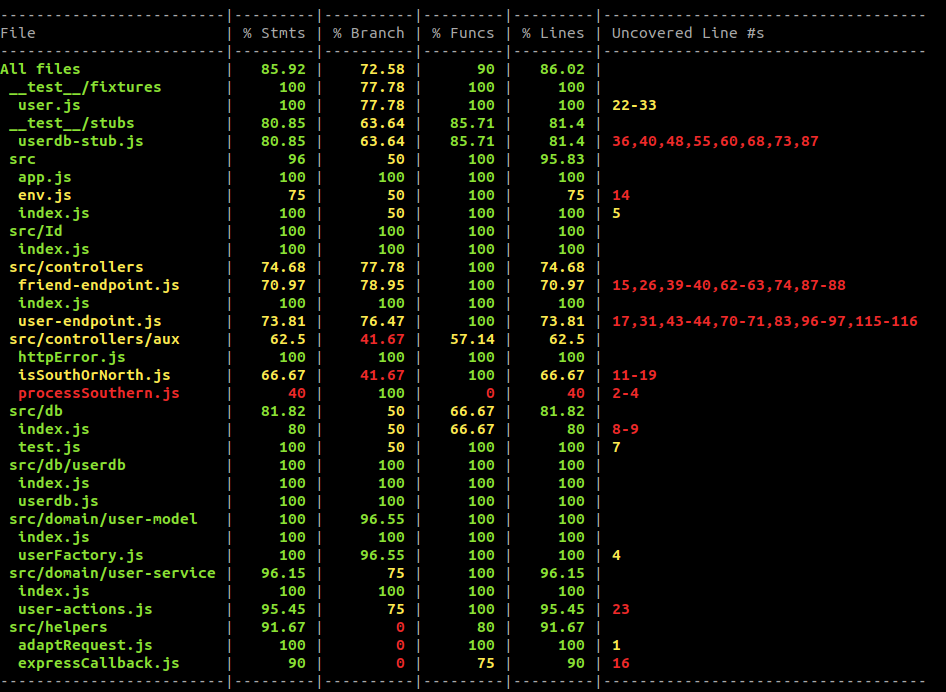 -------------------------|---------|----------|---------|---------|------------------------------------
File                     | % Stmts | % Branch | % Funcs | % Lines | Uncovered Line #s
-------------------------|---------|----------|---------|---------|------------------------------------
All files                |   85.92 |    72.58 |      90 |   86.02 |
 __test__/fixtures       |     100 |    77.78 |     100 |     100 |
  user.js                |     100 |    77.78 |     100 |     100 | 22-33
 __test__/stubs          |   80.85 |    63.64 |   85.71 |    81.4 |
  userdb-stub.js         |   80.85 |    63.64 |   85.71 |    81.4 | 36,40,48,55,60,68,73,87
 src                     |      96 |       50 |     100 |   95.83 |
  app.js                 |     100 |      100 |     100 |     100 |
  env.js                 |      75 |       50 |     100 |      75 | 14
  index.js               |     100 |       50 |     100 |     100 | 5
 src/Id                  |     100 |      100 |     100 |     100 |
  index.js               |     100 |      100 |     100 |     100 |
 src/controllers         |   74.68 |    77.78 |     100 |   74.68 |
  friend-endpoint.js     |   70.97 |    78.95 |     100 |   70.97 | 15,26,39-40,62-63,74,87-88
  index.js               |     100 |      100 |     100 |     100 |
  user-endpoint.js       |   73.81 |    76.47 |     100 |   73.81 | 17,31,43-44,70-71,83,96-97,115-116
 src/controllers/aux     |    62.5 |    41.67 |   57.14 |    62.5 |
  httpError.js           |     100 |      100 |     100 |     100 |
  isSouthOrNorth.js      |   66.67 |    41.67 |     100 |   66.67 | 11-19
  processSouthern.js     |      40 |      100 |       0 |      40 | 2-4
 src/db                  |   81.82 |       50 |   66.67 |   81.82 |
  index.js               |      80 |       50 |   66.67 |      80 | 8-9
  test.js                |     100 |       50 |     100 |     100 | 7
 src/db/userdb           |     100 |      100 |     100 |     100 |
  index.js               |     100 |      100 |     100 |     100 |
  userdb.js              |     100 |      100 |     100 |     100 |
 src/domain/user-model   |     100 |    96.55 |     100 |     100 |
  index.js               |     100 |      100 |     100 |     100 |
  userFactory.js         |     100 |    96.55 |     100 |     100 | 4
 src/domain/user-service |   96.15 |       75 |     100 |   96.15 |
  index.js               |     100 |      100 |     100 |     100 |
  user-actions.js        |   95.45 |       75 |     100 |   95.45 | 23
 src/helpers             |   91.67 |        0 |      80 |   91.67 |
  adaptRequest.js        |     100 |        0 |     100 |     100 | 1
  expressCallback.js     |      90 |        0 |      75 |      90 | 16
-------------------------|---------|----------|---------|---------|------------------------------------